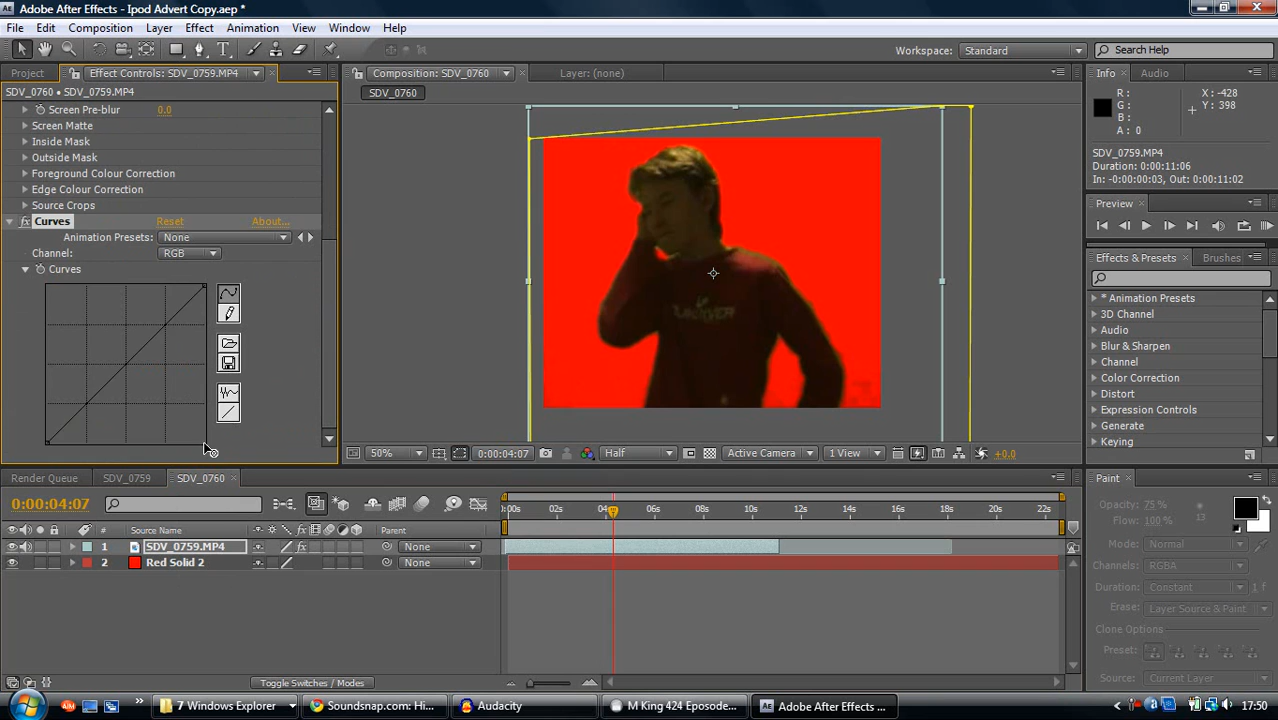 Adobe After Effects - Ipod Advert Copy.aep *
File Edit Composition Layer Effect Animation View Window Help
Workspace: Standard Search Help
Project Effect Controls: SDV_0759.MP4 Composition: SDV_0760 Layer: (none) Info Audio
SDV_0760 • SDV_0759.MP4 SDV_0760
Screen Pre-blur 0.0
Screen Matte
Inside Mask
Outside Mask
Foreground Colour Correction
Edge Colour Correction
Source Crops
fx Curves Reset About...
Animation Presets: None
Channel: RGB
Curves
R :
G :
B :
A : 0
X : -428
Y : 398
SDV_0759.MP4
Duration: 0:00:11:06
In: -0:00:00:03, Out: 0:00:11:02
Preview
Effects & Presets Brushes
* Animation Presets
3D Channel
Audio
Blur & Sharpen
Channel
Color Correction
Distort
Expression Controls
Generate
Keying
50% 0:00:04:07 Half Active Camera 1 View +0.0
Render Queue SDV_0759 SDV_0760
0:00:04:07
:00s 02s 04 06s 08s 10s 12s 14s 16s 18s 20s 22s
# Source Name Parent
1 SDV_0759.MP4 fx None
2 Red Solid 2 None
Toggle Switches / Modes
Paint
Opacity: 75 %
Flow: 100 %
13
Mode: Normal
Channels: RGBA
Duration: Constant 1 f
Erase: Layer Source & Paint
Clone Options
Preset:
Source: Current Layer
7 Windows Explorer Soundsnap.com: Hi... Audacity M King 424 Eposode... Adobe After Effects ... 17:50